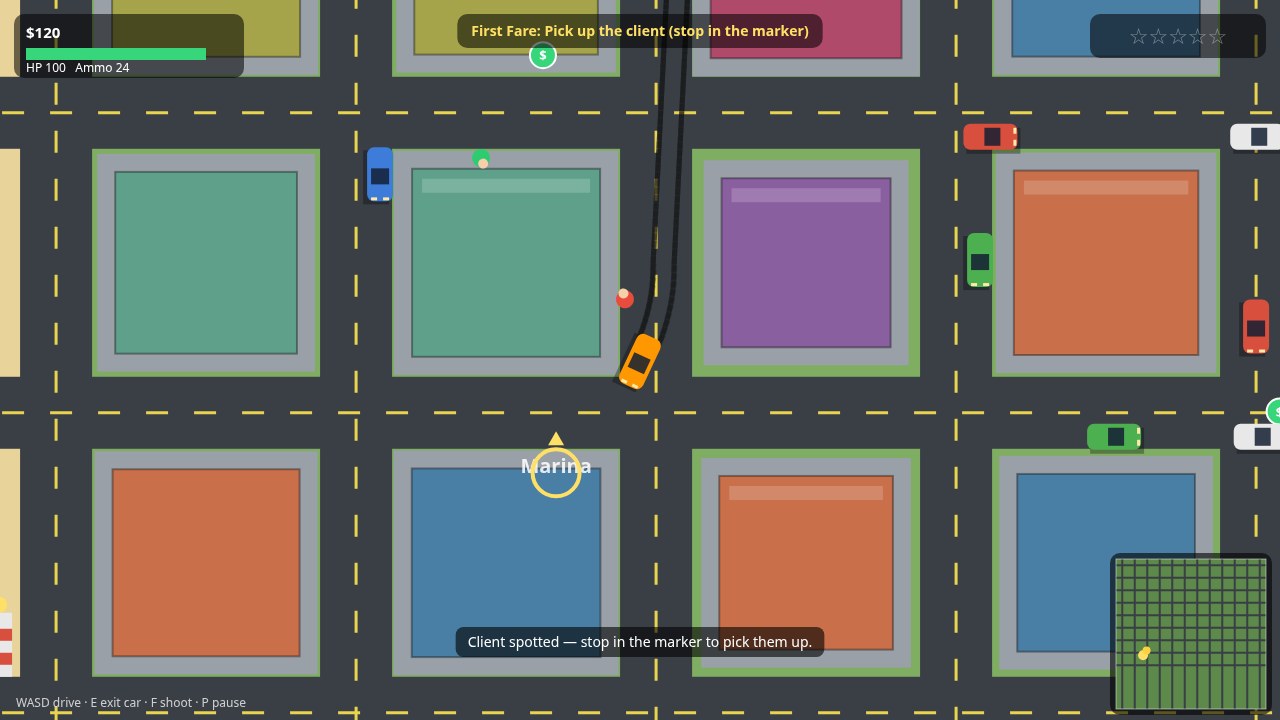 $120
HP 100 Ammo 24
First Fare: Pick up the client (stop in the marker)
☆☆☆☆☆
$
$
Marina
Client spotted — stop in the marker to pick them up.
WASD drive · E exit car · F shoot · P pause